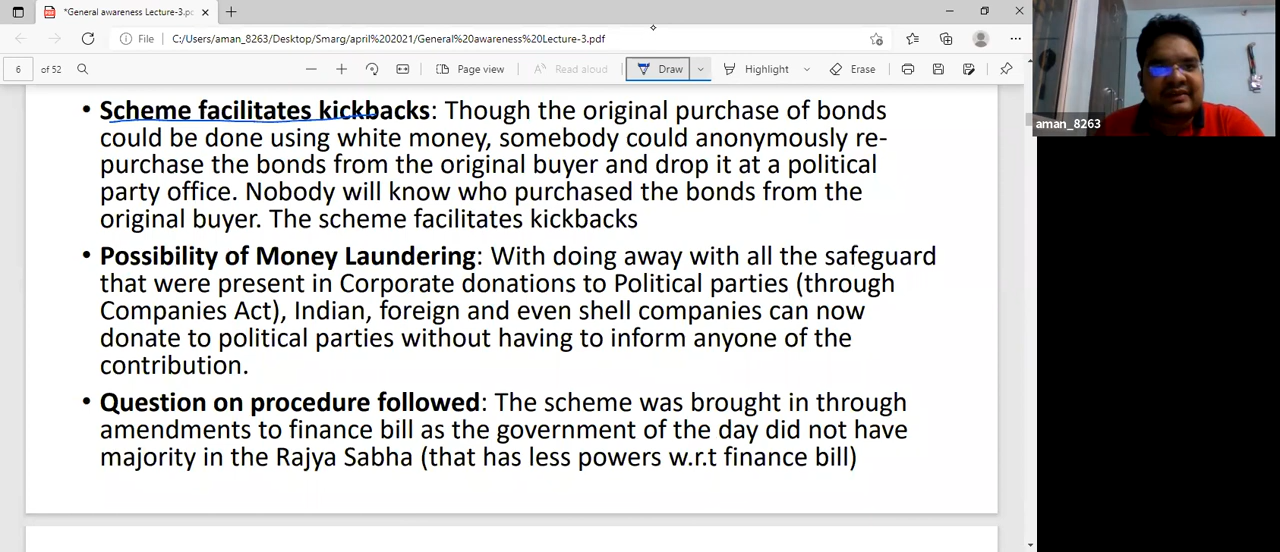 *General awareness Lecture-3.pc
File
C:/Users/aman_8263/Desktop/Smarg/april%202021/General%20awareness%20Lecture-3.pdf
6 of 52
Page view
Read aloud
Draw
Highlight
Erase
aman_8263
• Scheme facilitates kickbacks: Though the original purchase of bonds
could be done using white money, somebody could anonymously re-
purchase the bonds from the original buyer and drop it at a political
party office. Nobody will know who purchased the bonds from the
original buyer. The scheme facilitates kickbacks
• Possibility of Money Laundering: With doing away with all the safeguard
that were present in Corporate donations to Political parties (through
Companies Act), Indian, foreign and even shell companies can now
donate to political parties without having to inform anyone of the
contribution.
• Question on procedure followed: The scheme was brought in through
amendments to finance bill as the government of the day did not have
majority in the Rajya Sabha (that has less powers w.r.t finance bill)